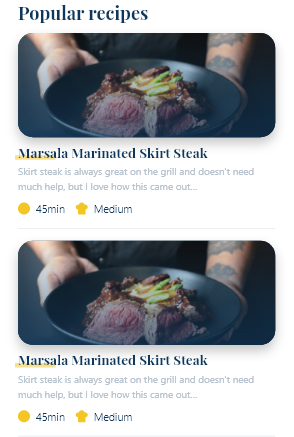 Popular recipes
Marsala Marinated Skirt Steak
Skirt steak is always great on the grill and doesn't need
much help, but I love how this came out...
45min Medium
Marsala Marinated Skirt Steak
Skirt steak is always great on the grill and doesn't need
much help, but I love how this came out...
45min Medium